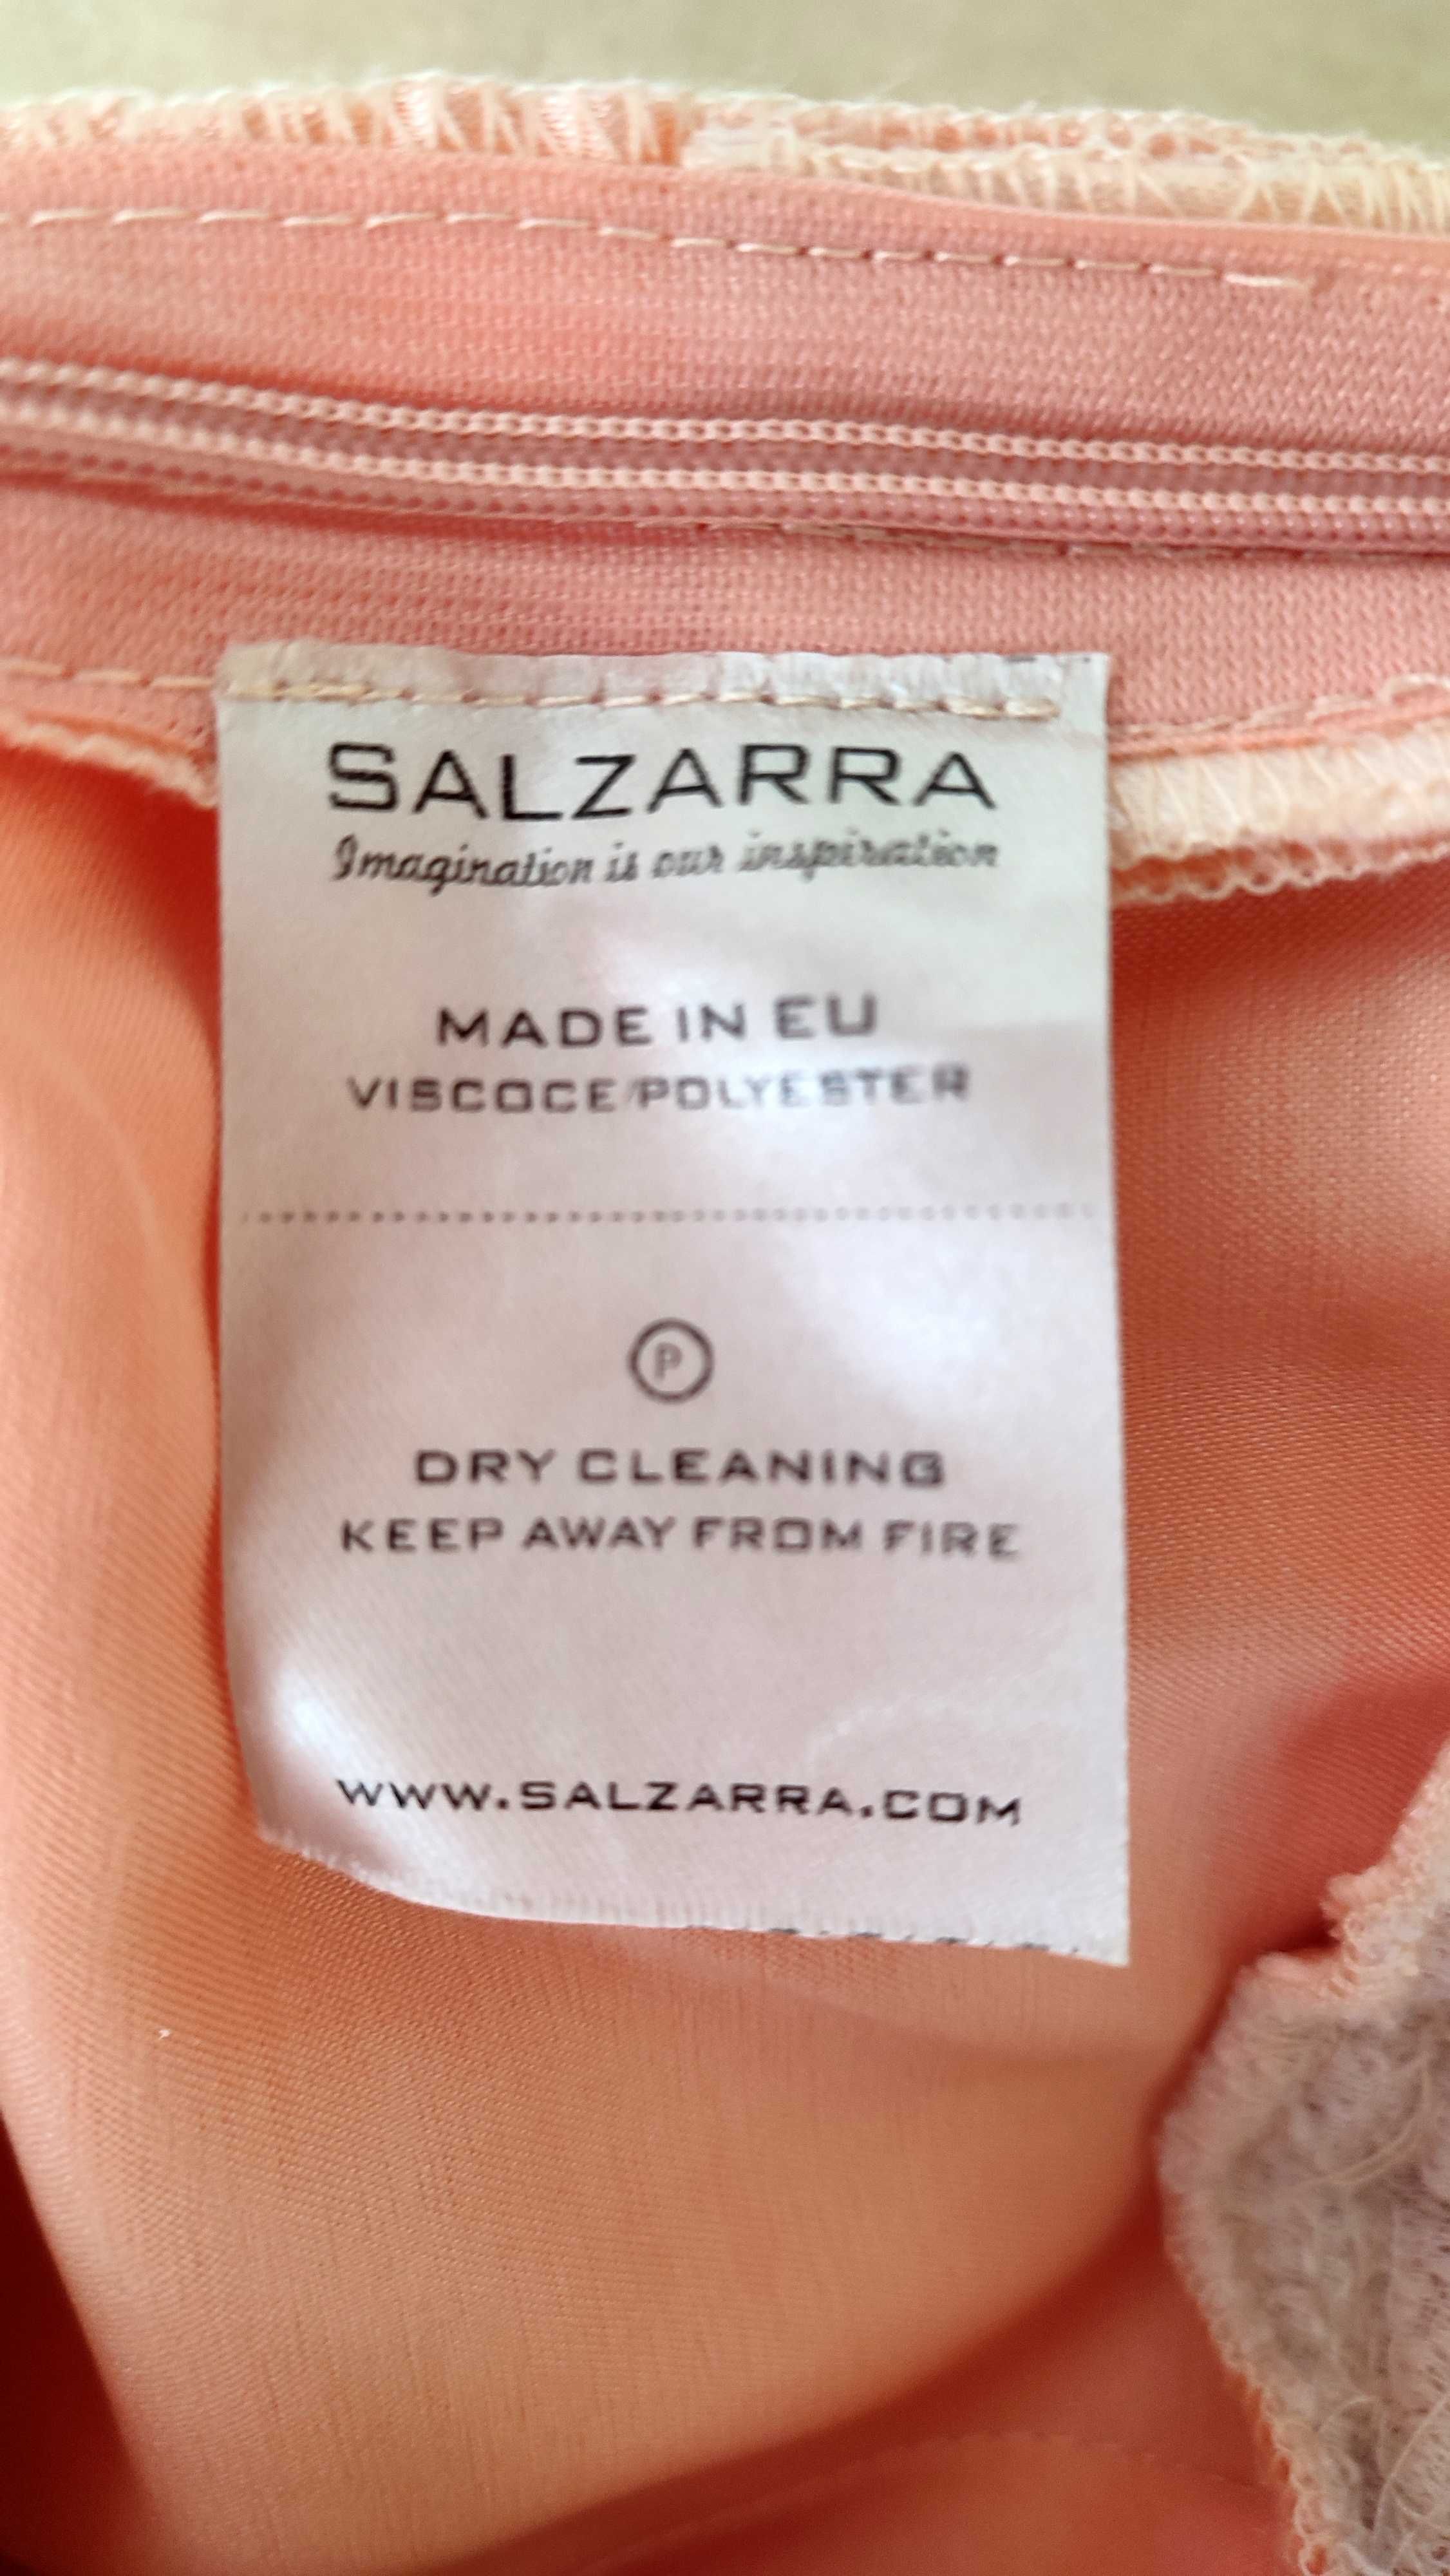 SALZARRA
Imagination is our inspiration
MADE IN EU
VISCOCE/POLYESTER
P
DRY CLEANING
KEEP AWAY FROM FIRE
WWW.SALZARRA.COM